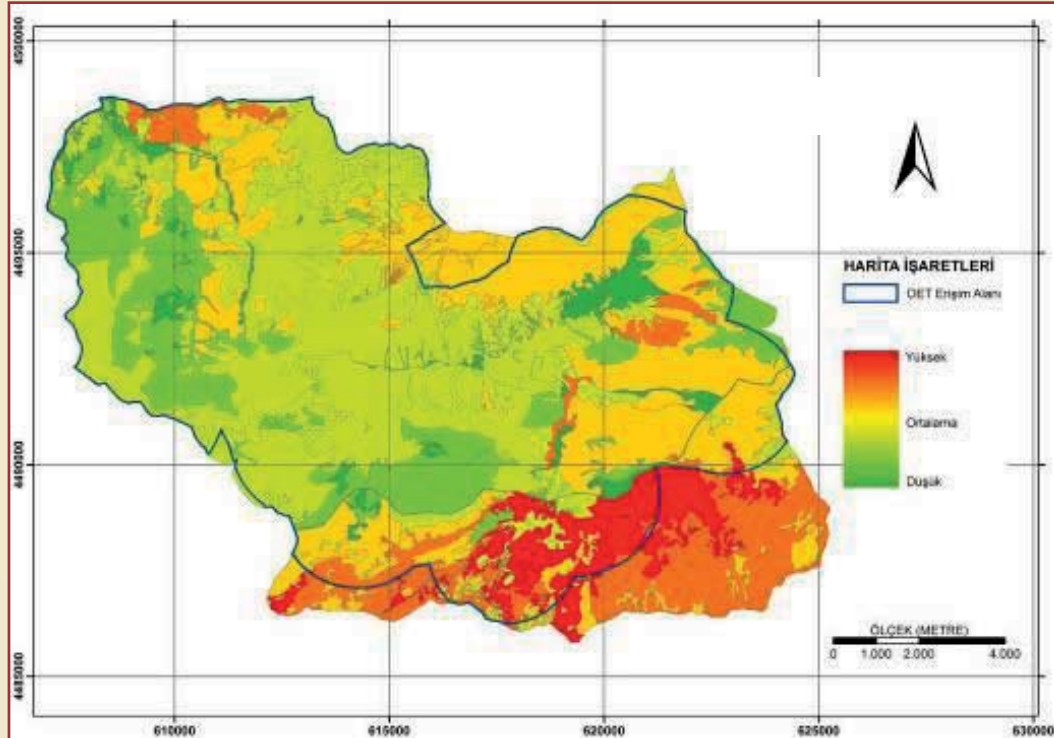 4500000
4495000
4490000
4485000
HARİTA İŞARETLERİ
OET Erişim Alanı
Yüksek
Ortalama
Düşük
ÖLÇEK (METRE)
0 1.000 2.000 4.000
610000 615000 620000 625000 630000